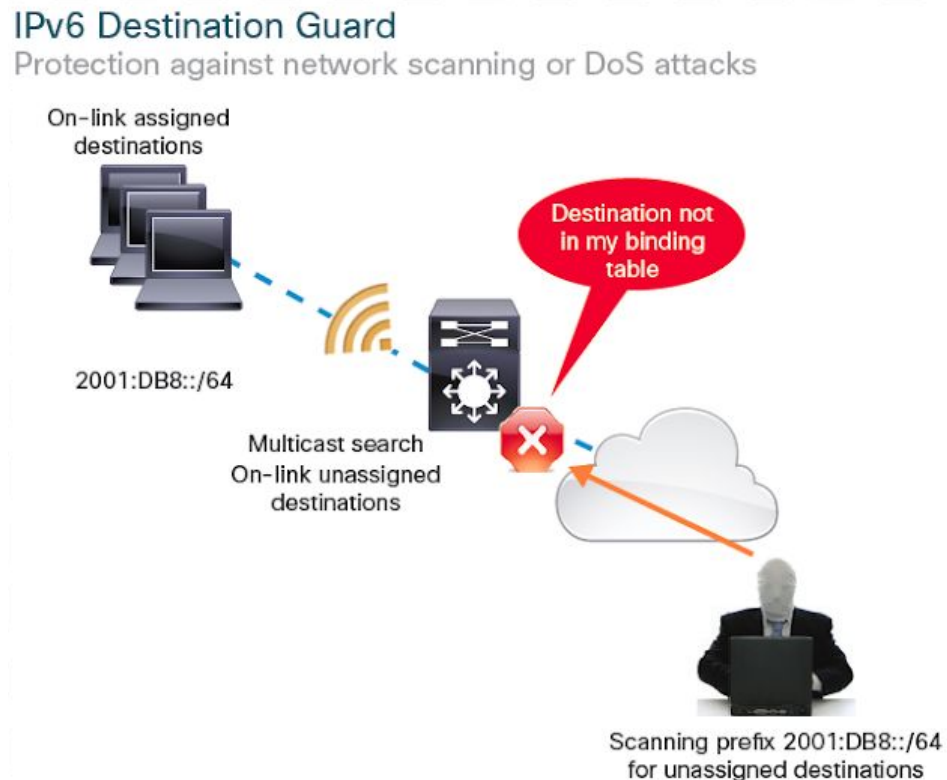 IPv6 Destination Guard
Protection against network scanning or DoS attacks
On-link assigned
destinations
Destination not
in my binding
table
2001:DB8::/64
Multicast search
On-link unassigned
destinations
Scanning prefix 2001:DB8::/64
for unassigned destinations